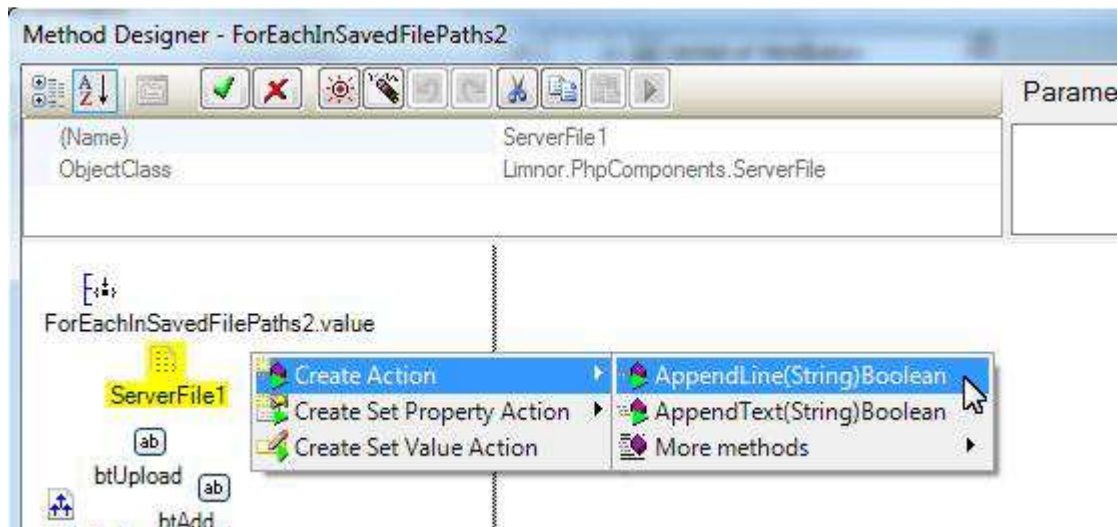 Method Designer - ForEachInSavedFilePaths2
A
Z
Parame
(Name) ServerFile1
ObjectClass Limnor.PhpComponents.ServerFile
ForEachInSavedFilePaths2.value
ServerFile1
Create Action
AppendLine(String)Boolean
Create Set Property Action
AppendText(String)Boolean
Create Set Value Action
More methods
ab
btUpload
ab
btAdd